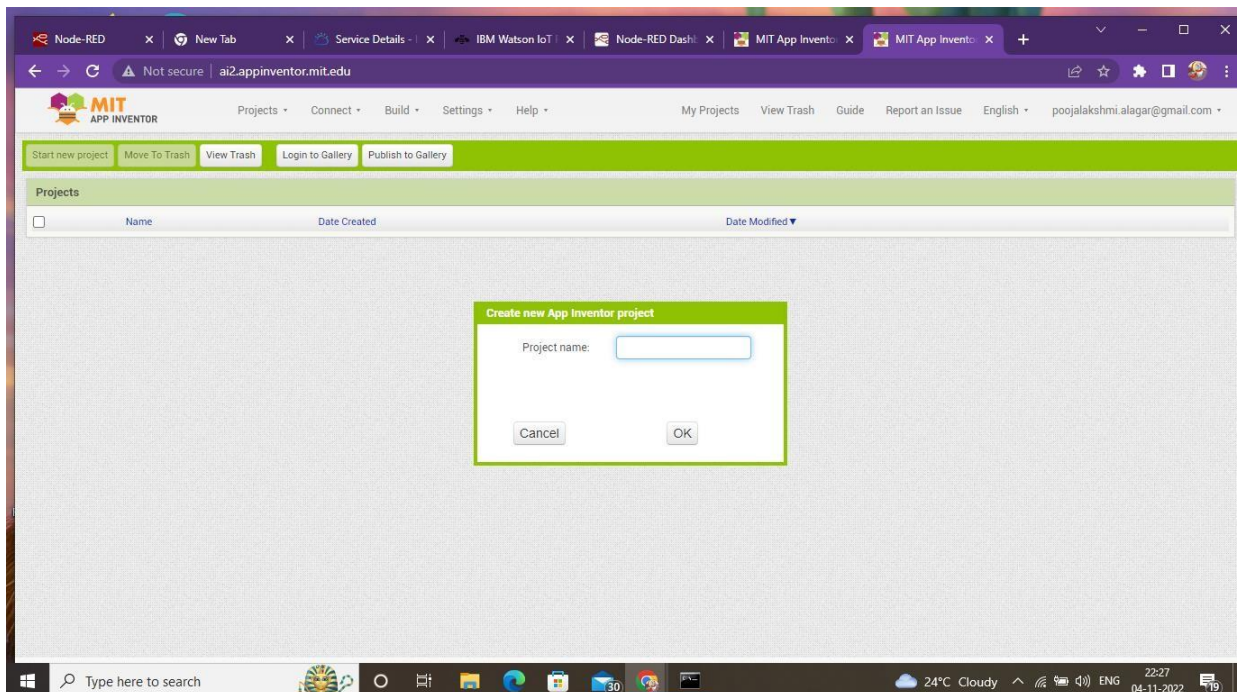 Node-RED
New Tab
Service Details -
IBM Watson IoT
Node-RED Dash
MIT App Invento
MIT App Invento
Not secure | ai2.appinventor.mit.edu
MIT
APP INVENTOR
Projects Connect Build Settings Help My Projects View Trash Guide Report an Issue English poojalakshmi.alagar@gmail.com
Start new project Move To Trash View Trash Login to Gallery Publish to Gallery
Projects
Name Date Created Date Modified
Create new App Inventor project
Project name:
Cancel OK
Type here to search
30
24°C Cloudy
ENG
22:27
04-11-2022
19